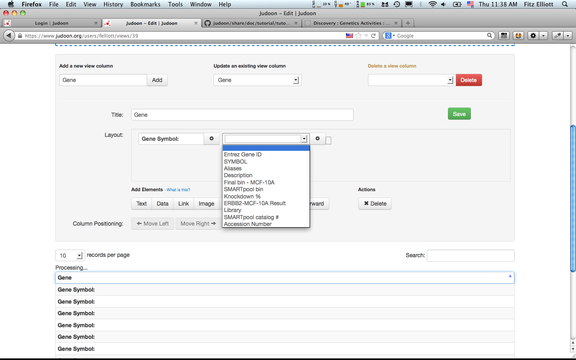 Firefox File Edit View History Bookmarks Tools Window Help
Thu 11:38 AM Fitz Elliott
Judoon - Edit | Judoon
Login | Judoon
Judoon - Edit | Judoon
judoon/share/doc/tutorial/tuto...
Discovery : Genetics Activities : ...
https://www.judoon.org/users/felliott/views/39
Google
Add a new view column
Update an existing view column
Delete a view column
Gene Add
Gene
Delete
Title: Gene
Save
Layout: Gene Symbol:
Entrez Gene ID
SYMBOL
Aliases
Description
Final bin - MCF-10A
SMARTpool bin
Knockdown %
ERBB2-MCF-10A Result
Library
SMARTpool catalog #
Accession Number
Add Elements - What is this?
Actions
Text Data Link Image
Delete
Column Positioning: Move Left Move Right
10 records per page
Search:
Processing...
Gene
Gene Symbol:
Gene Symbol:
Gene Symbol:
Gene Symbol:
Gene Symbol:
Gene Symbol: